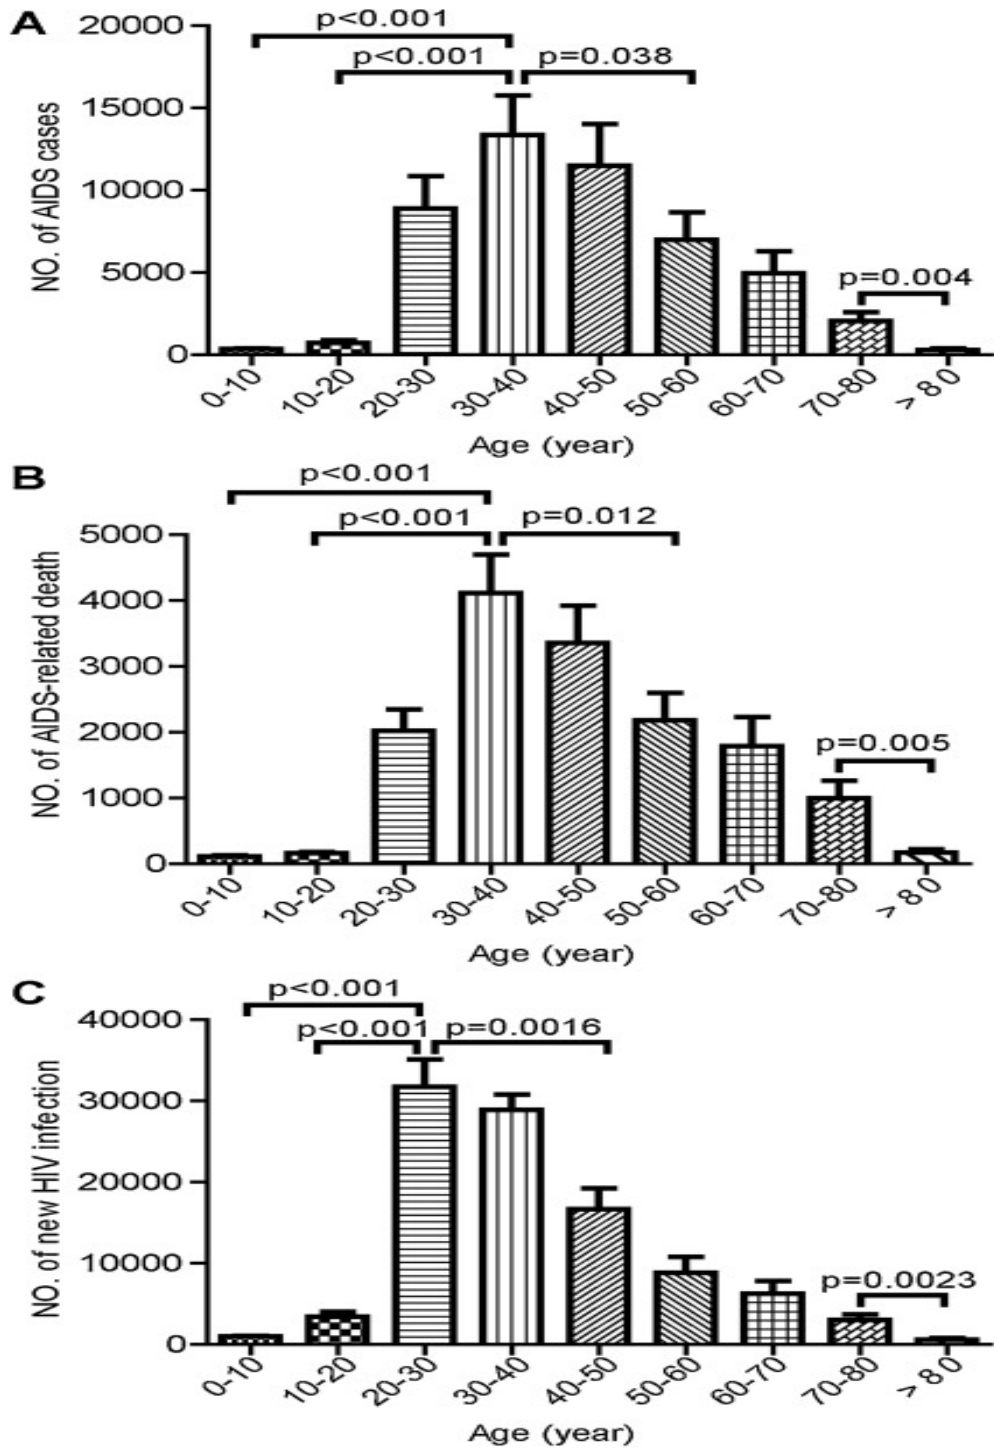 A
p<0.001
p<0.001 p=0.038
p=0.004
NO. of AIDS cases
20000
15000
10000
5000
0
0-10 10-20 20-30 30-40 40-50 50-60 60-70 70-80 > 80
Age (year)
B
p<0.001
p<0.001 p=0.012
p=0.005
NO. of AIDS-related death
5000
4000
3000
2000
1000
0
0-10 10-20 20-30 30-40 40-50 50-60 60-70 70-80 > 80
Age (year)
C
p<0.001
p<0.001 p=0.0016
p=0.0023
NO. of new HIV infection
40000
30000
20000
10000
0
0-10 10-20 20-30 30-40 40-50 50-60 60-70 70-80 > 80
Age (year)